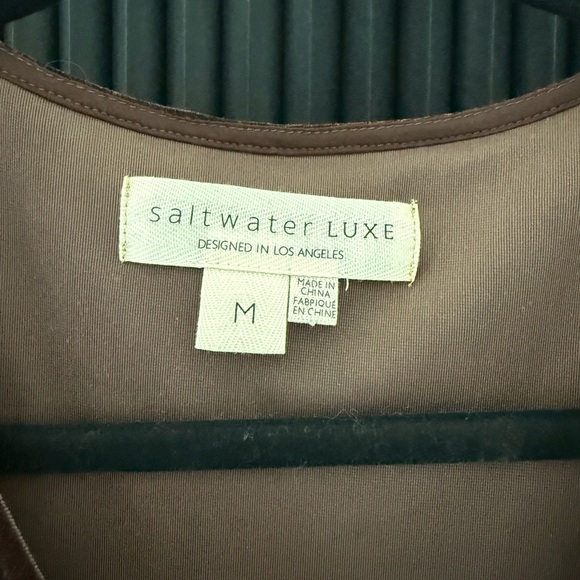 saltwater LUXE
DESIGNED IN LOS ANGELES
M
MADE IN
CHINA
FABRIQUÉ
EN CHINE